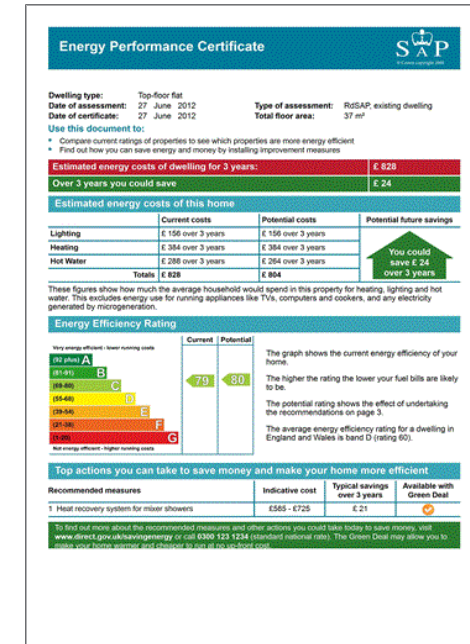 Energy Performance Certificate
SAP
Dwelling type: Top-floor flat
Date of assessment: 27 June 2012 Type of assessment: RdSAP, existing dwelling
Date of certificate: 27 June 2012 Total floor area: 37 m²
Use this document to:
• Compare current ratings of properties to see which properties are more energy efficient
• Find out how you can save energy and money by installing improvement measures
Estimated energy costs of dwelling for 3 years: £ 828
Over 3 years you could save £ 24
Estimated energy costs of this home
Current costs Potential costs Potential future savings
Lighting £ 156 over 3 years £ 156 over 3 years
Heating £ 384 over 3 years £ 384 over 3 years
Hot Water £ 288 over 3 years £ 264 over 3 years
Totals £ 828 £ 804
You could
save £ 24
over 3 years
These figures show how much the average household would spend in this property for heating, lighting and hot
water. This excludes energy use for running appliances like TVs, computers and cookers, and any electricity
generated by microgeneration.
Energy Efficiency Rating
Current Potential
Very energy efficient - lower running costs
(92 plus) A
(81-91) B
(69-80) C
(55-68) D
(39-54) E
(21-38) F
(1-20) G
Not energy efficient - higher running costs
79 80
The graph shows the current energy efficiency of your
home.
The higher the rating the lower your fuel bills are likely
to be.
The potential rating shows the effect of undertaking
the recommendations on page 3.
The average energy efficiency rating for a dwelling in
England and Wales is band D (rating 60).
Top actions you can take to save money and make your home more efficient
Recommended measures Indicative cost Typical savings over 3 years Available with Green Deal
1 Heat recovery system for mixer showers £585 - £725 £ 21
To find out more about the recommended measures and other actions you could take today to save money, visit
www.direct.gov.uk/savingenergy or call 0300 123 1234 (standard national rate). The Green Deal may allow you to
make your home warmer and cheaper to run at no up-front cost.